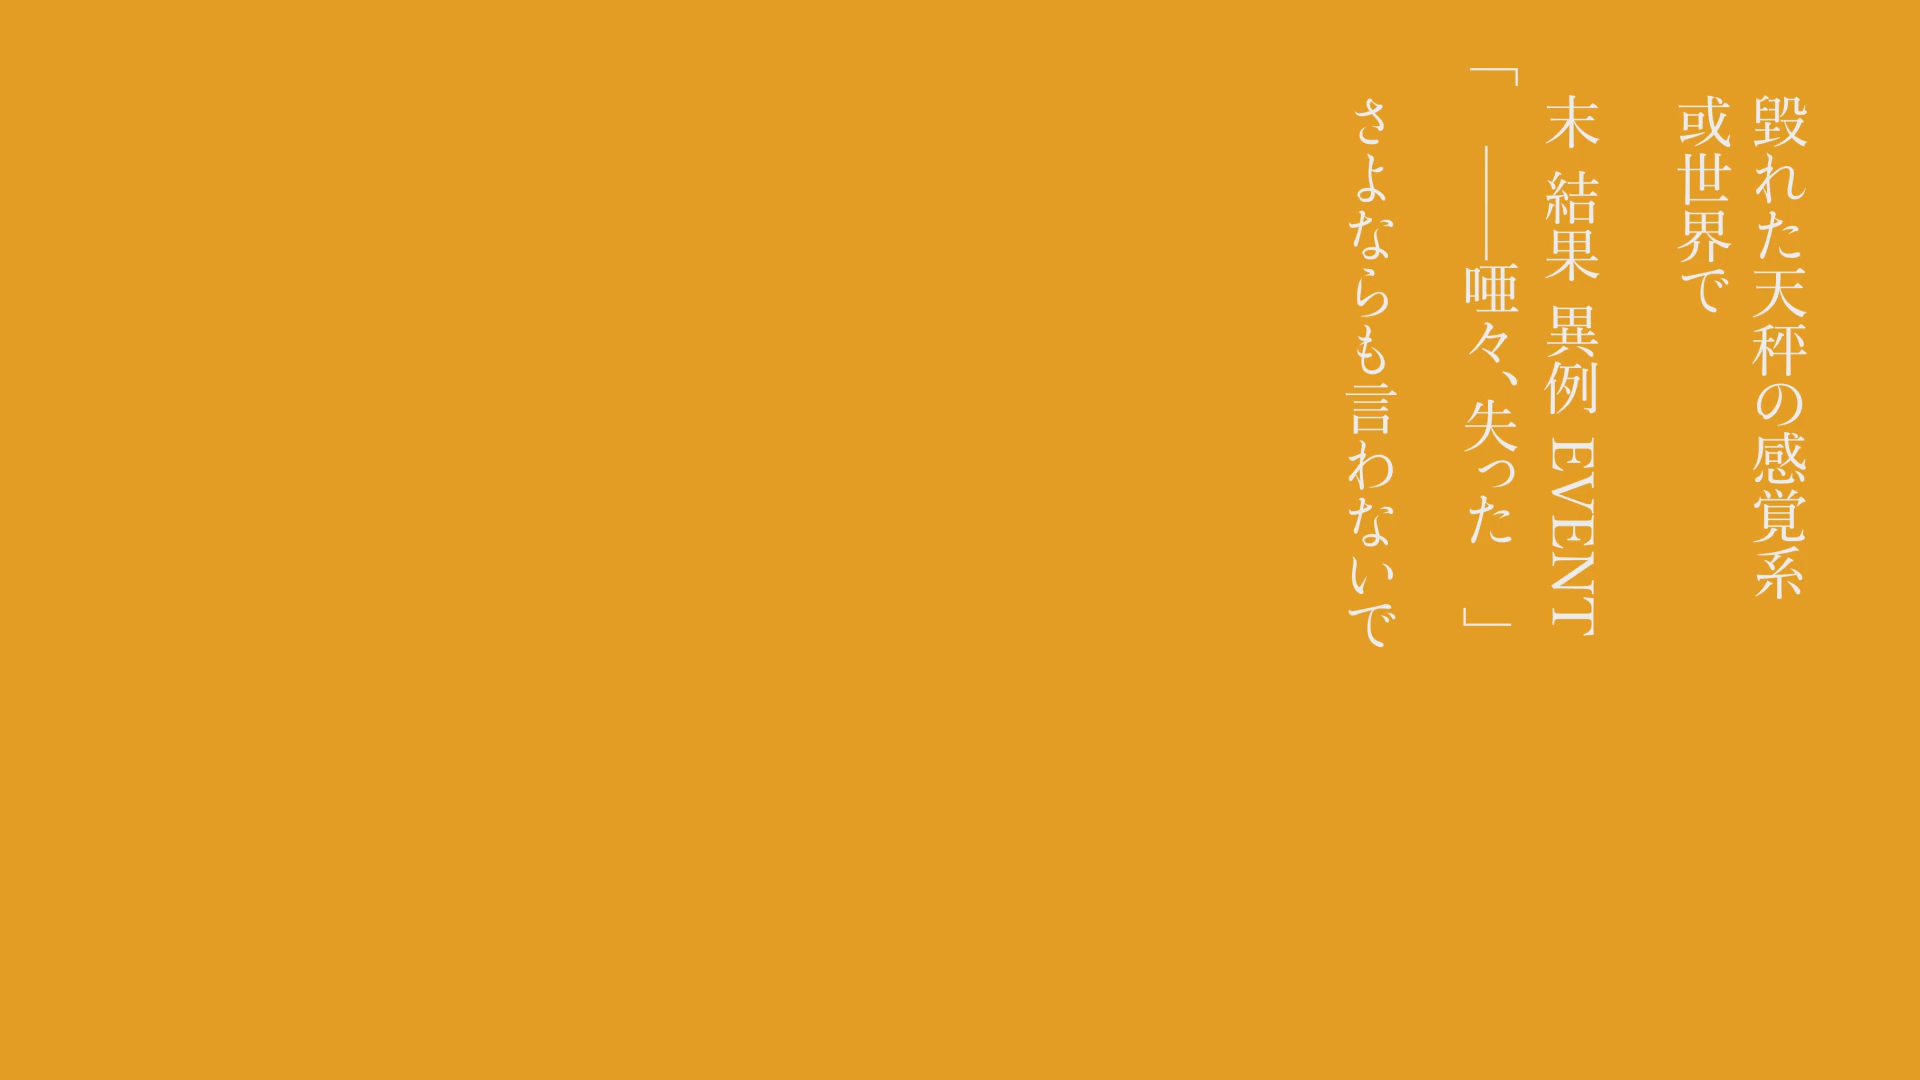 毀れた天秤の感覚系
或世界で
末 結果 異例 EVENT
「 ――唖々、失った 」
さよならも言わないで